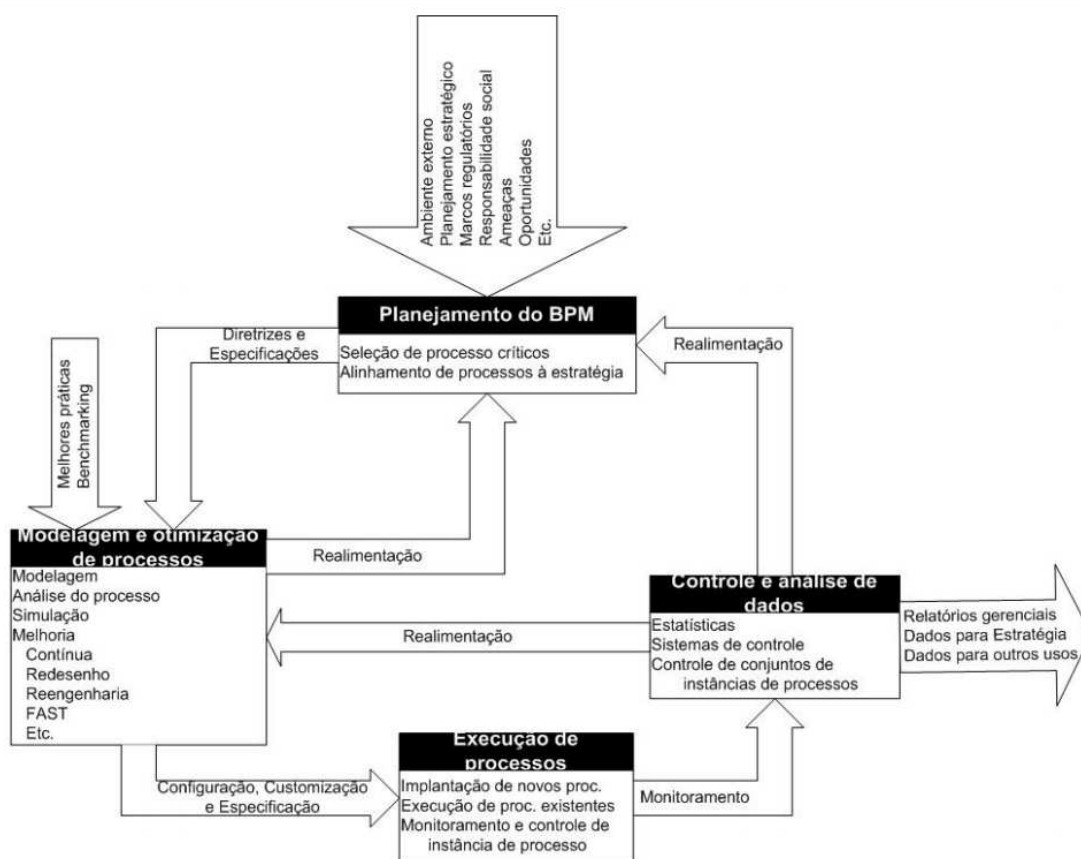 Ambiente externo
Planejamento estratégico
Marcos regulatórios
Responsabilidade social
Ameaças
Oportunidades
Etc.
Planejamento do BPM
Seleção de processo críticos
Alinhamento de processos à estratégia
Diretrizes e
Especificações
Realimentação
Melhores práticas
Benchmarking
Modelagem e otimização
de processos
Modelagem
Análise do processo
Simulação
Melhoria
Contínua
Redesenho
Reengenharia
FAST
Etc.
Realimentação
Realimentação
Controle e análise de
dados
Estatísticas
Sistemas de controle
Controle de conjuntos de
instâncias de processos
Relatórios gerenciais
Dados para Estratégia
Dados para outros usos
Configuração, Customização
e Especificação
Execução de
processos
Implantação de novos proc.
Execução de proc. existentes
Monitoramento e controle de
instância de processo
Monitoramento